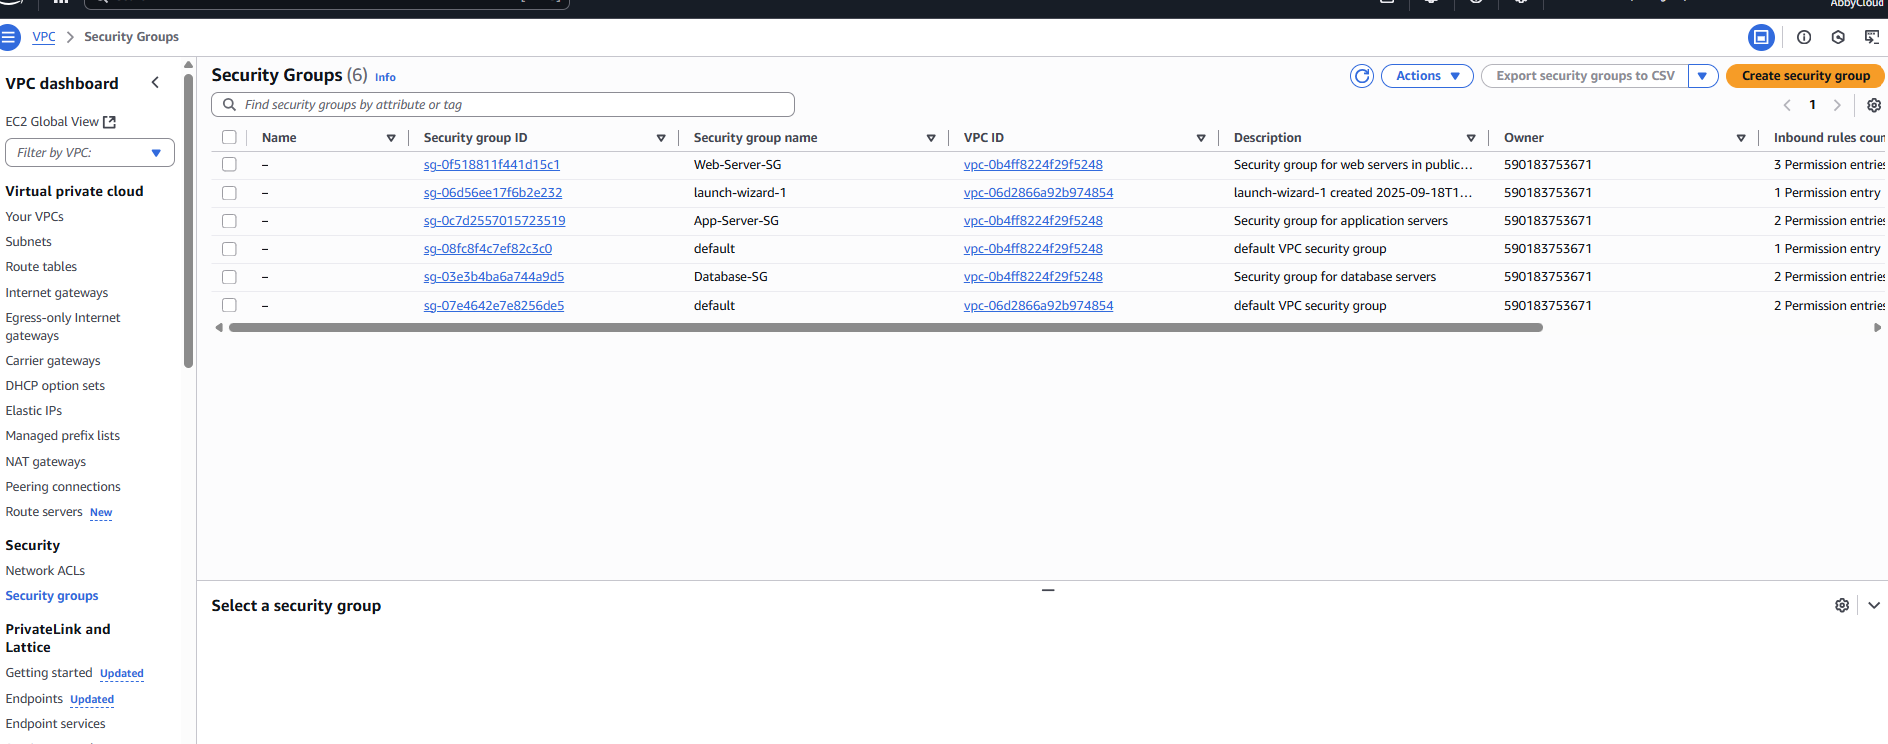 AbbyCloud
VPC > Security Groups
VPC dashboard
EC2 Global View
Filter by VPC:
Virtual private cloud
Your VPCs
Subnets
Route tables
Internet gateways
Egress-only Internet
gateways
Carrier gateways
DHCP option sets
Elastic IPs
Managed prefix lists
NAT gateways
Peering connections
Route servers New
Security
Network ACLs
Security groups
PrivateLink and
Lattice
Getting started Updated
Endpoints Updated
Endpoint services
Security Groups (6) Info
Actions
Export security groups to CSV
Create security group
Find security groups by attribute or tag
1
Name Security group ID Security group name VPC ID Description Owner Inbound rules coun
– sg-0f518811f441d15c1 Web-Server-SG vpc-0b4ff8224f29f5248 Security group for web servers in public... 590183753671 3 Permission entries
– sg-06d56ee17f6b2e232 launch-wizard-1 vpc-06d2866a92b974854 launch-wizard-1 created 2025-09-18T1... 590183753671 1 Permission entry
– sg-0c7d2557015723519 App-Server-SG vpc-0b4ff8224f29f5248 Security group for application servers 590183753671 2 Permission entries
– sg-08fc8f4c7ef82c3c0 default vpc-0b4ff8224f29f5248 default VPC security group 590183753671 1 Permission entry
– sg-03e3b4ba6a744a9d5 Database-SG vpc-0b4ff8224f29f5248 Security group for database servers 590183753671 2 Permission entries
– sg-07e4642e7e8256de5 default vpc-06d2866a92b974854 default VPC security group 590183753671 2 Permission entries
Select a security group